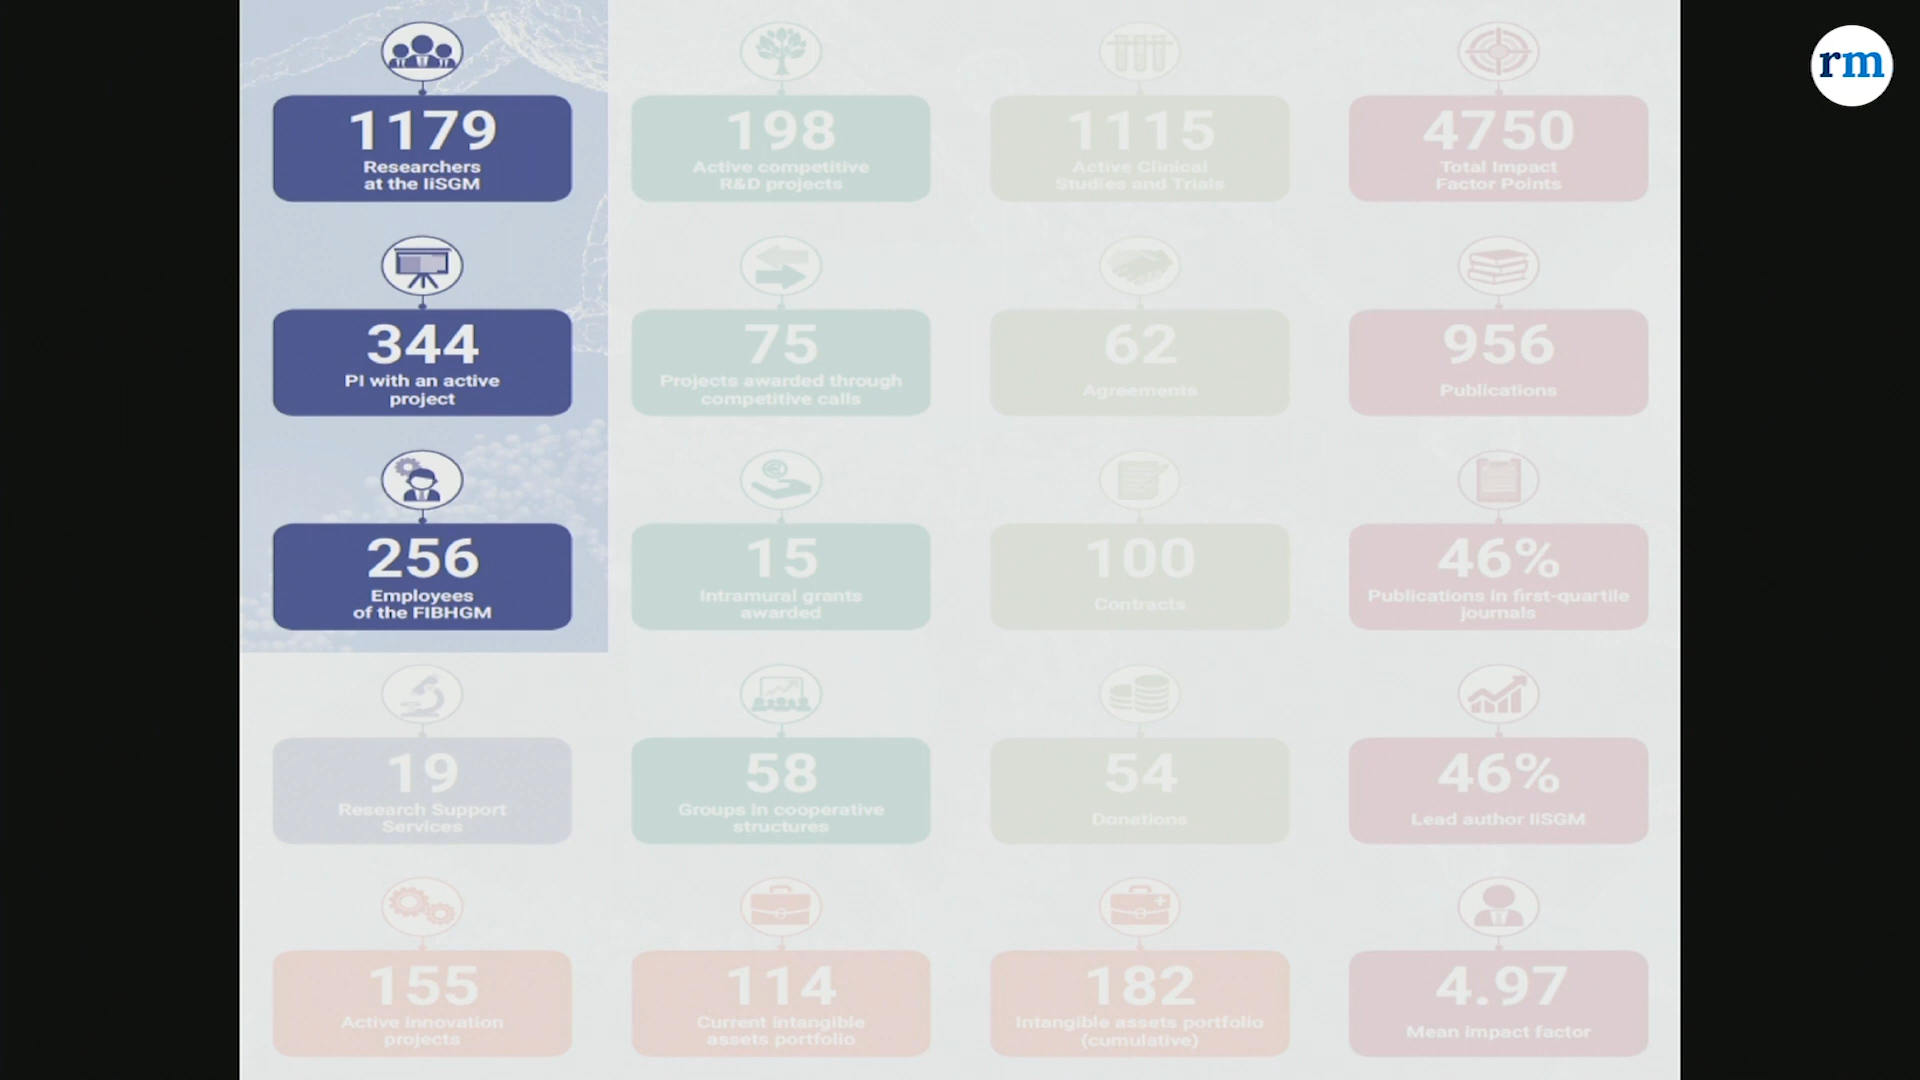 rm
1179
Researchers
at the IiSGM
198
Active competitive
R&D projects
1115
Active Clinical
Studies and Trials
4750
Total Impact
Factor Points
344
PI with an active
project
75
Projects awarded through
competitive calls
62
Agreements
956
Publications
256
Employees
of the FIBHGM
15
Intramural grants
awarded
100
Contracts
46%
Publications in first-quartile
journals
19
Research Support
Services
58
Groups in cooperative
structures
54
Donations
46%
Lead author IiSGM
155
Active innovation
projects
114
Current intangible
assets portfolio
182
Intangible assets portfolio
(cumulative)
4.97
Mean impact factor